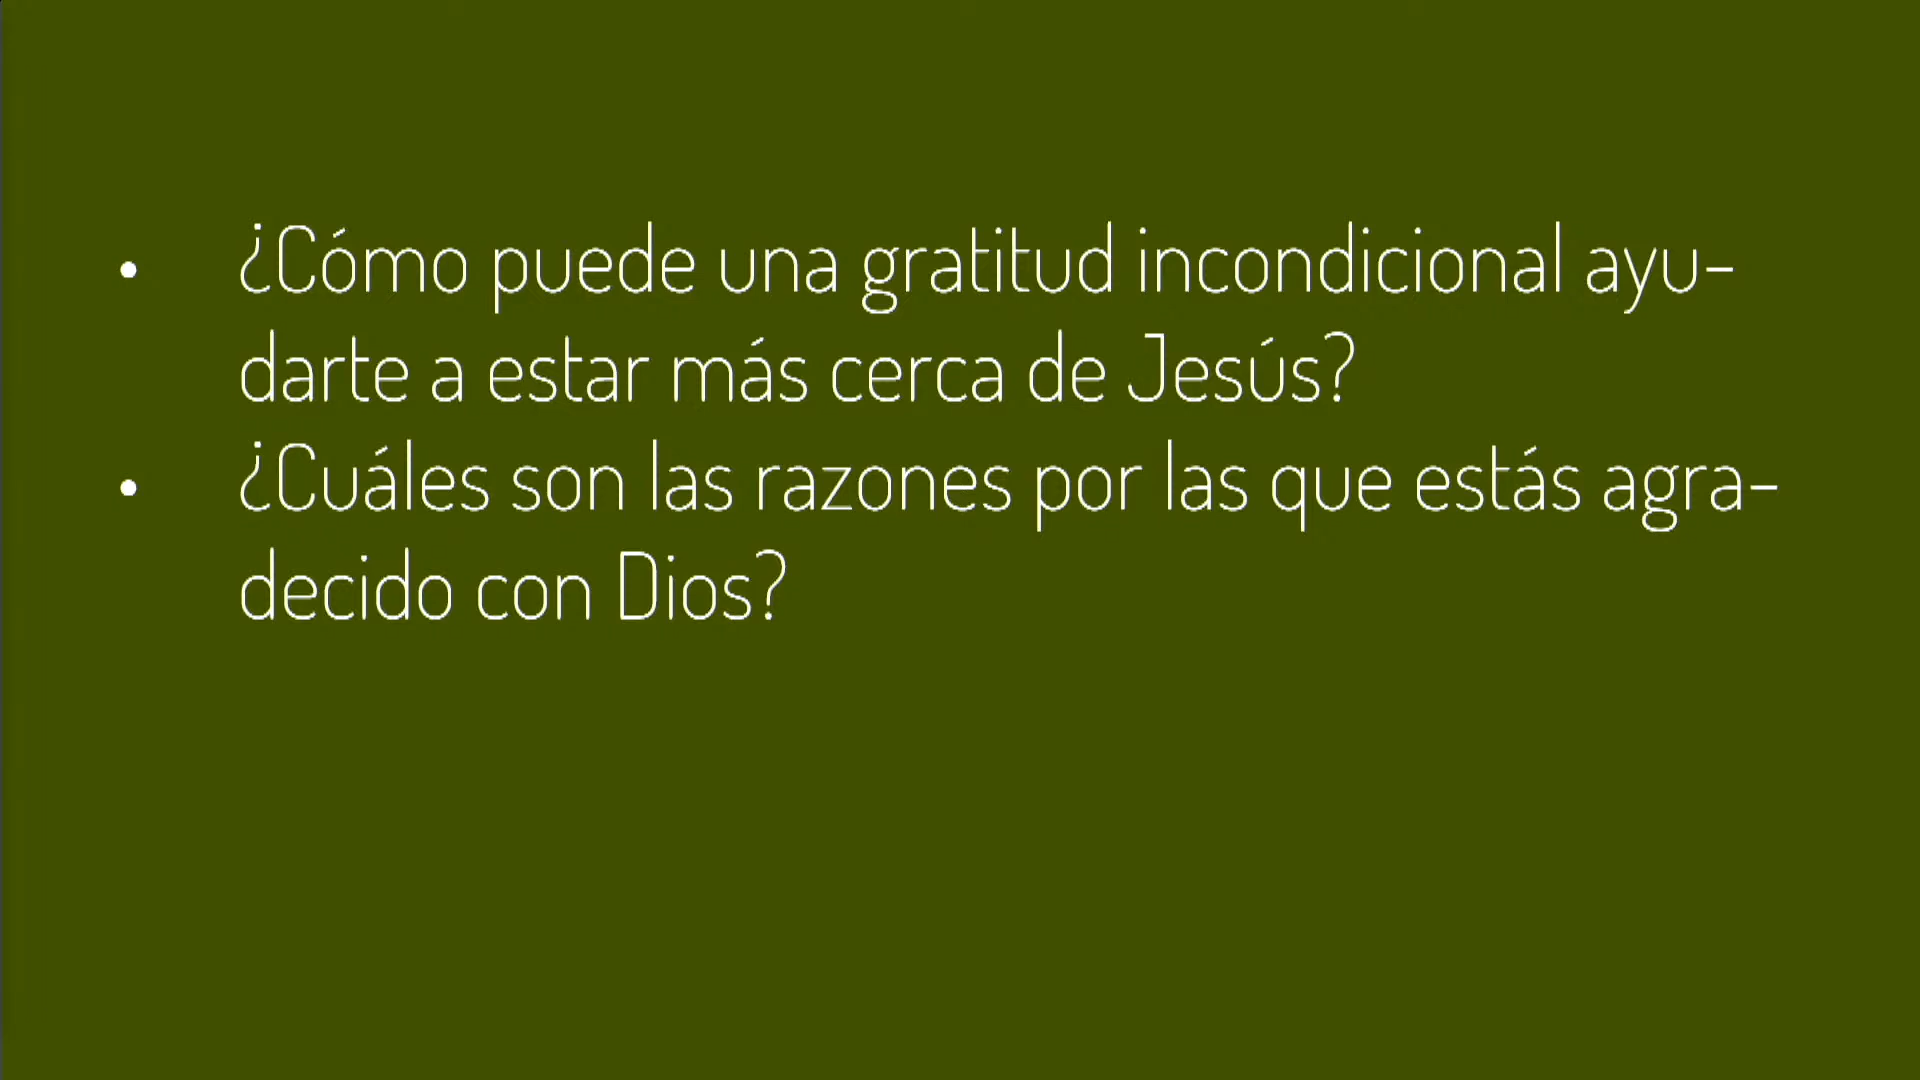 • ¿Cómo puede una gratitud incondicional ayu-
darte a estar más cerca de Jesús?
• ¿Cuáles son las razones por las que estás agra-
decido con Dios?